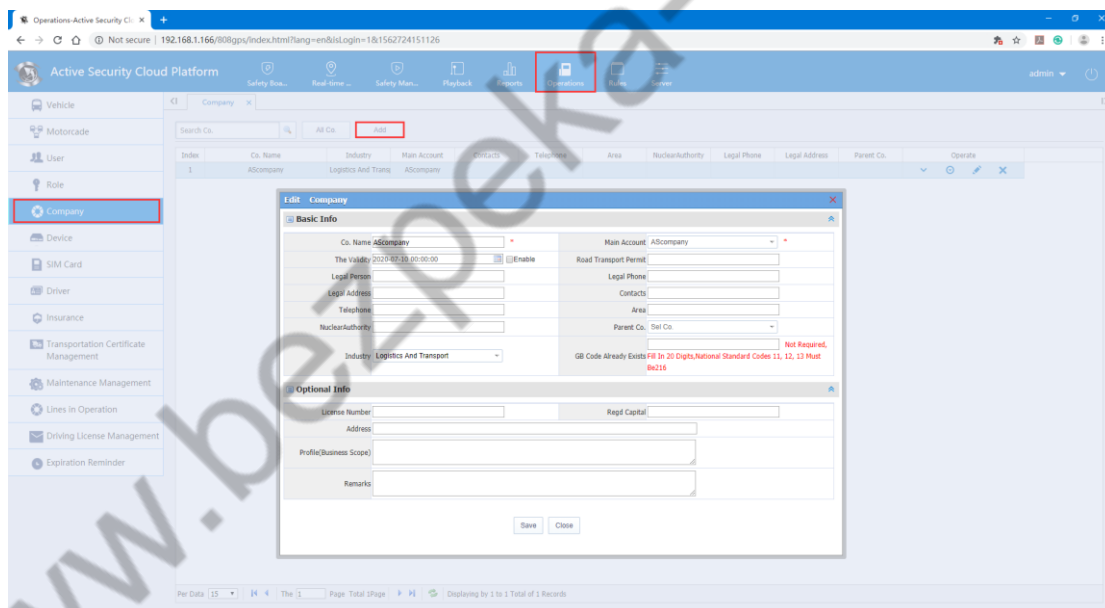 Operations-Active Security Clo
Not secure | 192.168.1.166/808gps/index.html?lang=en&isLogin=1&1562724151126
Active Security Cloud Platform
Safety Boa... Real-time ... Safety Man... Playback Reports Operations Rules Server
admin
Vehicle
Motorcade
User
Role
Company
Device
SIM Card
Driver
Insurance
Transportation Certificate
Management
Maintenance Management
Lines in Operation
Driving License Management
Expiration Reminder
Company
Search Co. All Co. Add
Index Co. Name Industry Main Account Contacts Telephone Area NuclearAuthority Legal Phone Legal Address Parent Co. Operate
1 AScompany Logistics And Transp AScompany
Edit Company
Basic Info
Co. Name AScompany * Main Account AScompany *
The Validity 2020-07-10 00:00:00 Enable Road Transport Permit
Legal Person Legal Phone
Legal Address Contacts
Telephone Area
NuclearAuthority Parent Co. Sel Co.
Not Required,
Industry Logistics And Transport GB Code Already Exists Fill In 20 Digits,National Standard Codes 11, 12, 13 Must
Be216
Optional Info
License Number Regd Capital
Address
Profile(Business Scope)
Remarks
Save Close
Per Data 15 The 1 Page Total 1Page Displaying by 1 to 1 Total of 1 Records
www.bezpeka-